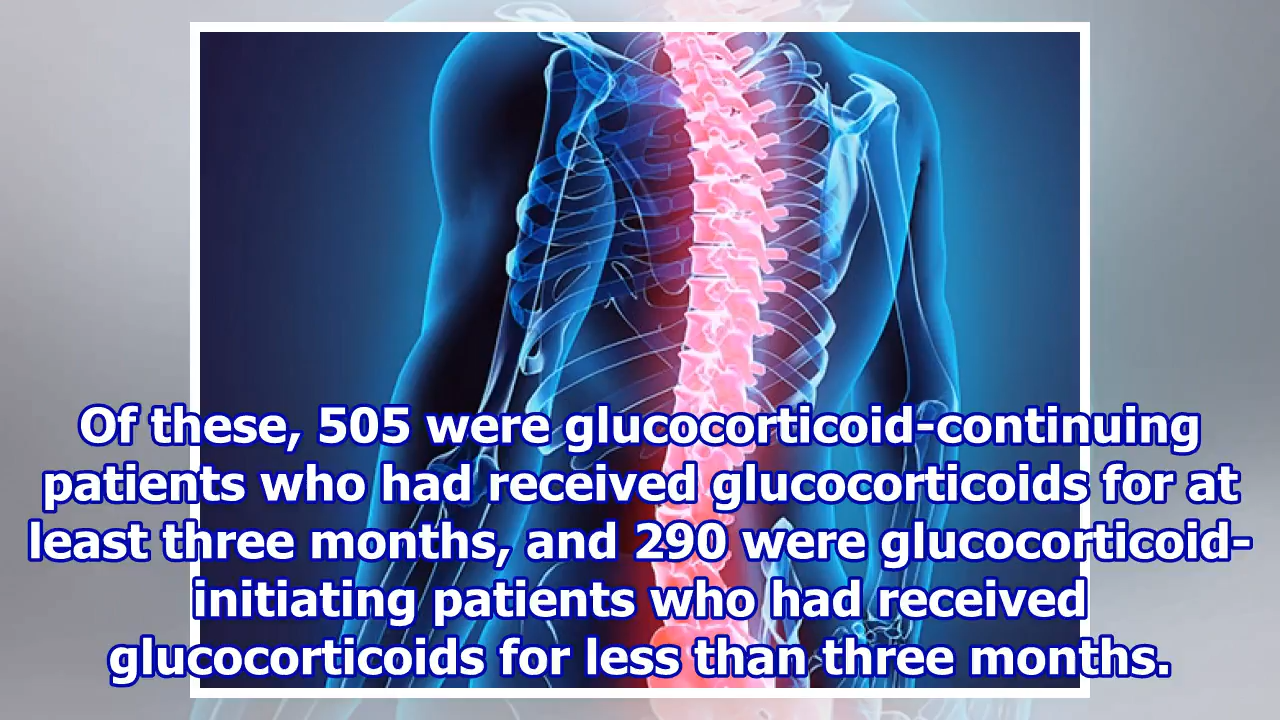 Of these, 505 were glucocorticoid-continuing
patients who had received glucocorticoids for at
least three months, and 290 were glucocorticoid-
initiating patients who had received
glucocorticoids for less than three months.